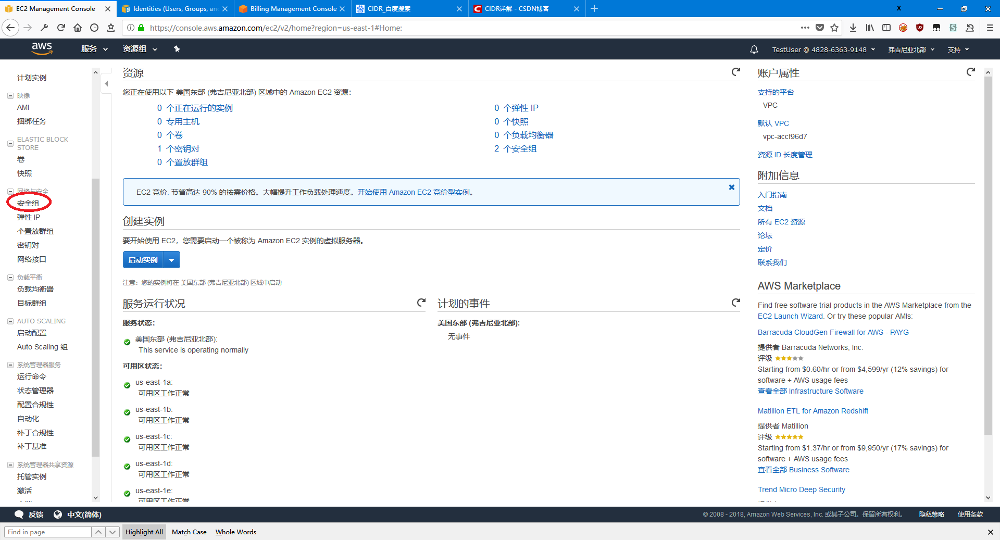 EC2 Management Console
Identities (Users, Groups, an
Billing Management Console
CIDR_百度搜索
CIDR详解 - CSDN博客
X
https://console.aws.amazon.com/ec2/v2/home?region=us-east-1#Home:
aws
服务
资源组
TestUser @ 4828-6363-9148
弗吉尼亚北部
支持
计划实例
映像
AMI
捆绑任务
ELASTIC BLOCK
STORE
卷
快照
网络与安全
安全组
弹性 IP
个置放群组
密钥对
网络接口
负载平衡
负载均衡器
目标群组
AUTO SCALING
启动配置
Auto Scaling 组
系统管理器服务
运行命令
状态管理器
配置合规性
自动化
补丁合规性
补丁基准
系统管理器共享资源
托管实例
激活
资源
您正在使用以下 美国东部 (弗吉尼亚北部) 区域中的 Amazon EC2 资源:
0 个正在运行的实例
0 专用主机
0 个卷
1 个密钥对
0 个置放群组
0 个弹性 IP
0 个快照
0 个负载均衡器
2 个安全组
EC2 竞价. 节省高达 90% 的按需价格。大幅提升工作负载处理速度。开始使用 Amazon EC2 竞价型实例。
创建实例
要开始使用 EC2，您需要启动一个被称为 Amazon EC2 实例的虚拟服务器。
启动实例
注意：您的实例将在 美国东部 (弗吉尼亚北部) 区域中启动
服务运行状况
服务状态:
美国东部 (弗吉尼亚北部):
This service is operating normally
可用区状态:
us-east-1a:
可用区工作正常
us-east-1b:
可用区工作正常
us-east-1c:
可用区工作正常
us-east-1d:
可用区工作正常
us-east-1e:
可用区工作正常
计划的事件
美国东部 (弗吉尼亚北部):
无事件
账户属性
支持的平台
VPC
默认 VPC
vpc-accf96d7
资源 ID 长度管理
附加信息
入门指南
文档
所有 EC2 资源
论坛
定价
联系我们
AWS Marketplace
Find free software trial products in the AWS Marketplace from the
EC2 Launch Wizard. Or try these popular AMIs:
Barracuda CloudGen Firewall for AWS - PAYG
提供者 Barracuda Networks, Inc.
评级
Starting from $0.60/hr or from $4,599/yr (12% savings) for
software + AWS usage fees
查看全部 Infrastructure Software
Matillion ETL for Amazon Redshift
提供者 Matillion
评级
Starting from $1.37/hr or from $9,950/yr (17% savings) for
software + AWS usage fees
查看全部 Business Software
Trend Micro Deep Security
反馈
中文(简体)
© 2008 - 2018, Amazon Web Services, Inc. 或其子公司。保留所有权利。
隐私策略
使用条款
Find in page
Highlight All
Match Case
Whole Words